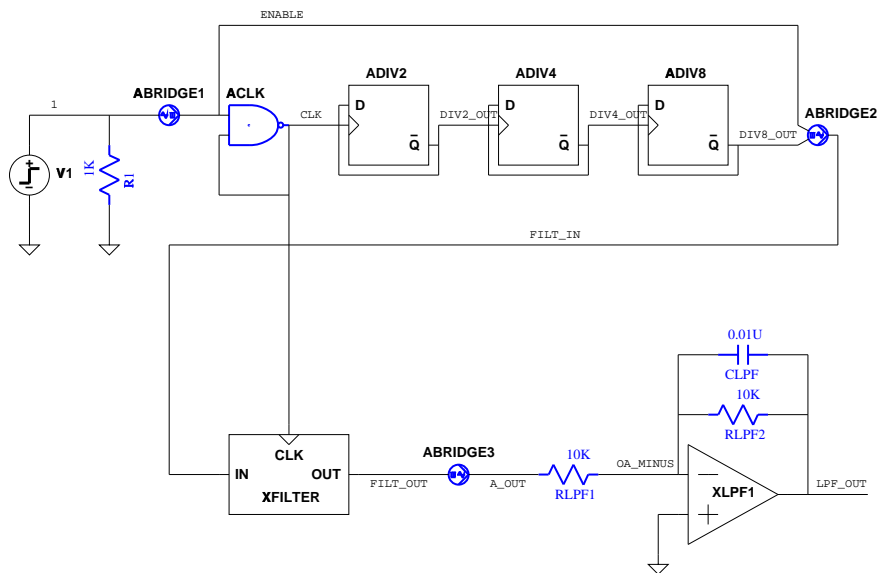 ENABLE
ADIV2
ADIV4
ADIV8
1
ABRIDGE1
ACLK
ABRIDGE2
D
D
D
CLK
DIV2_OUT
DIV4_OUT
DIV8_OUT
Q
Q
Q
V1
1K
R1
FILT_IN
0.01U
CLPF
10K
RLPF2
CLK
IN
OUT
XFILTER
ABRIDGE3
FILT_OUT
A_OUT
10K
RLPF1
OA_MINUS
XLPF1
LPF_OUT